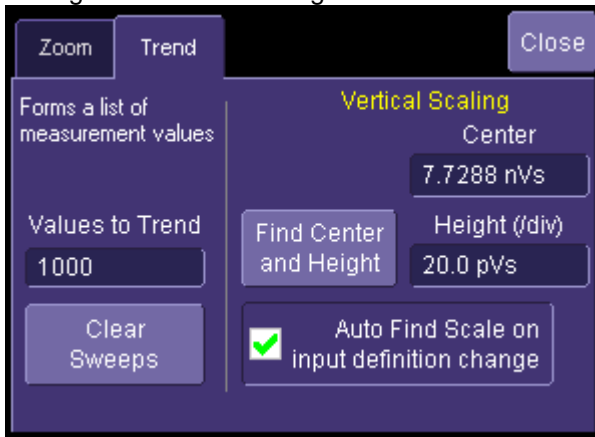 Zoom
Trend
Close
Forms a list of
measurement values
Vertical Scaling
Center
7.7288 nVs
Values to Trend
1000
Find Center
and Height
Height (/div)
20.0 pVs
Clear
Sweeps
Auto Find Scale on
input definition change